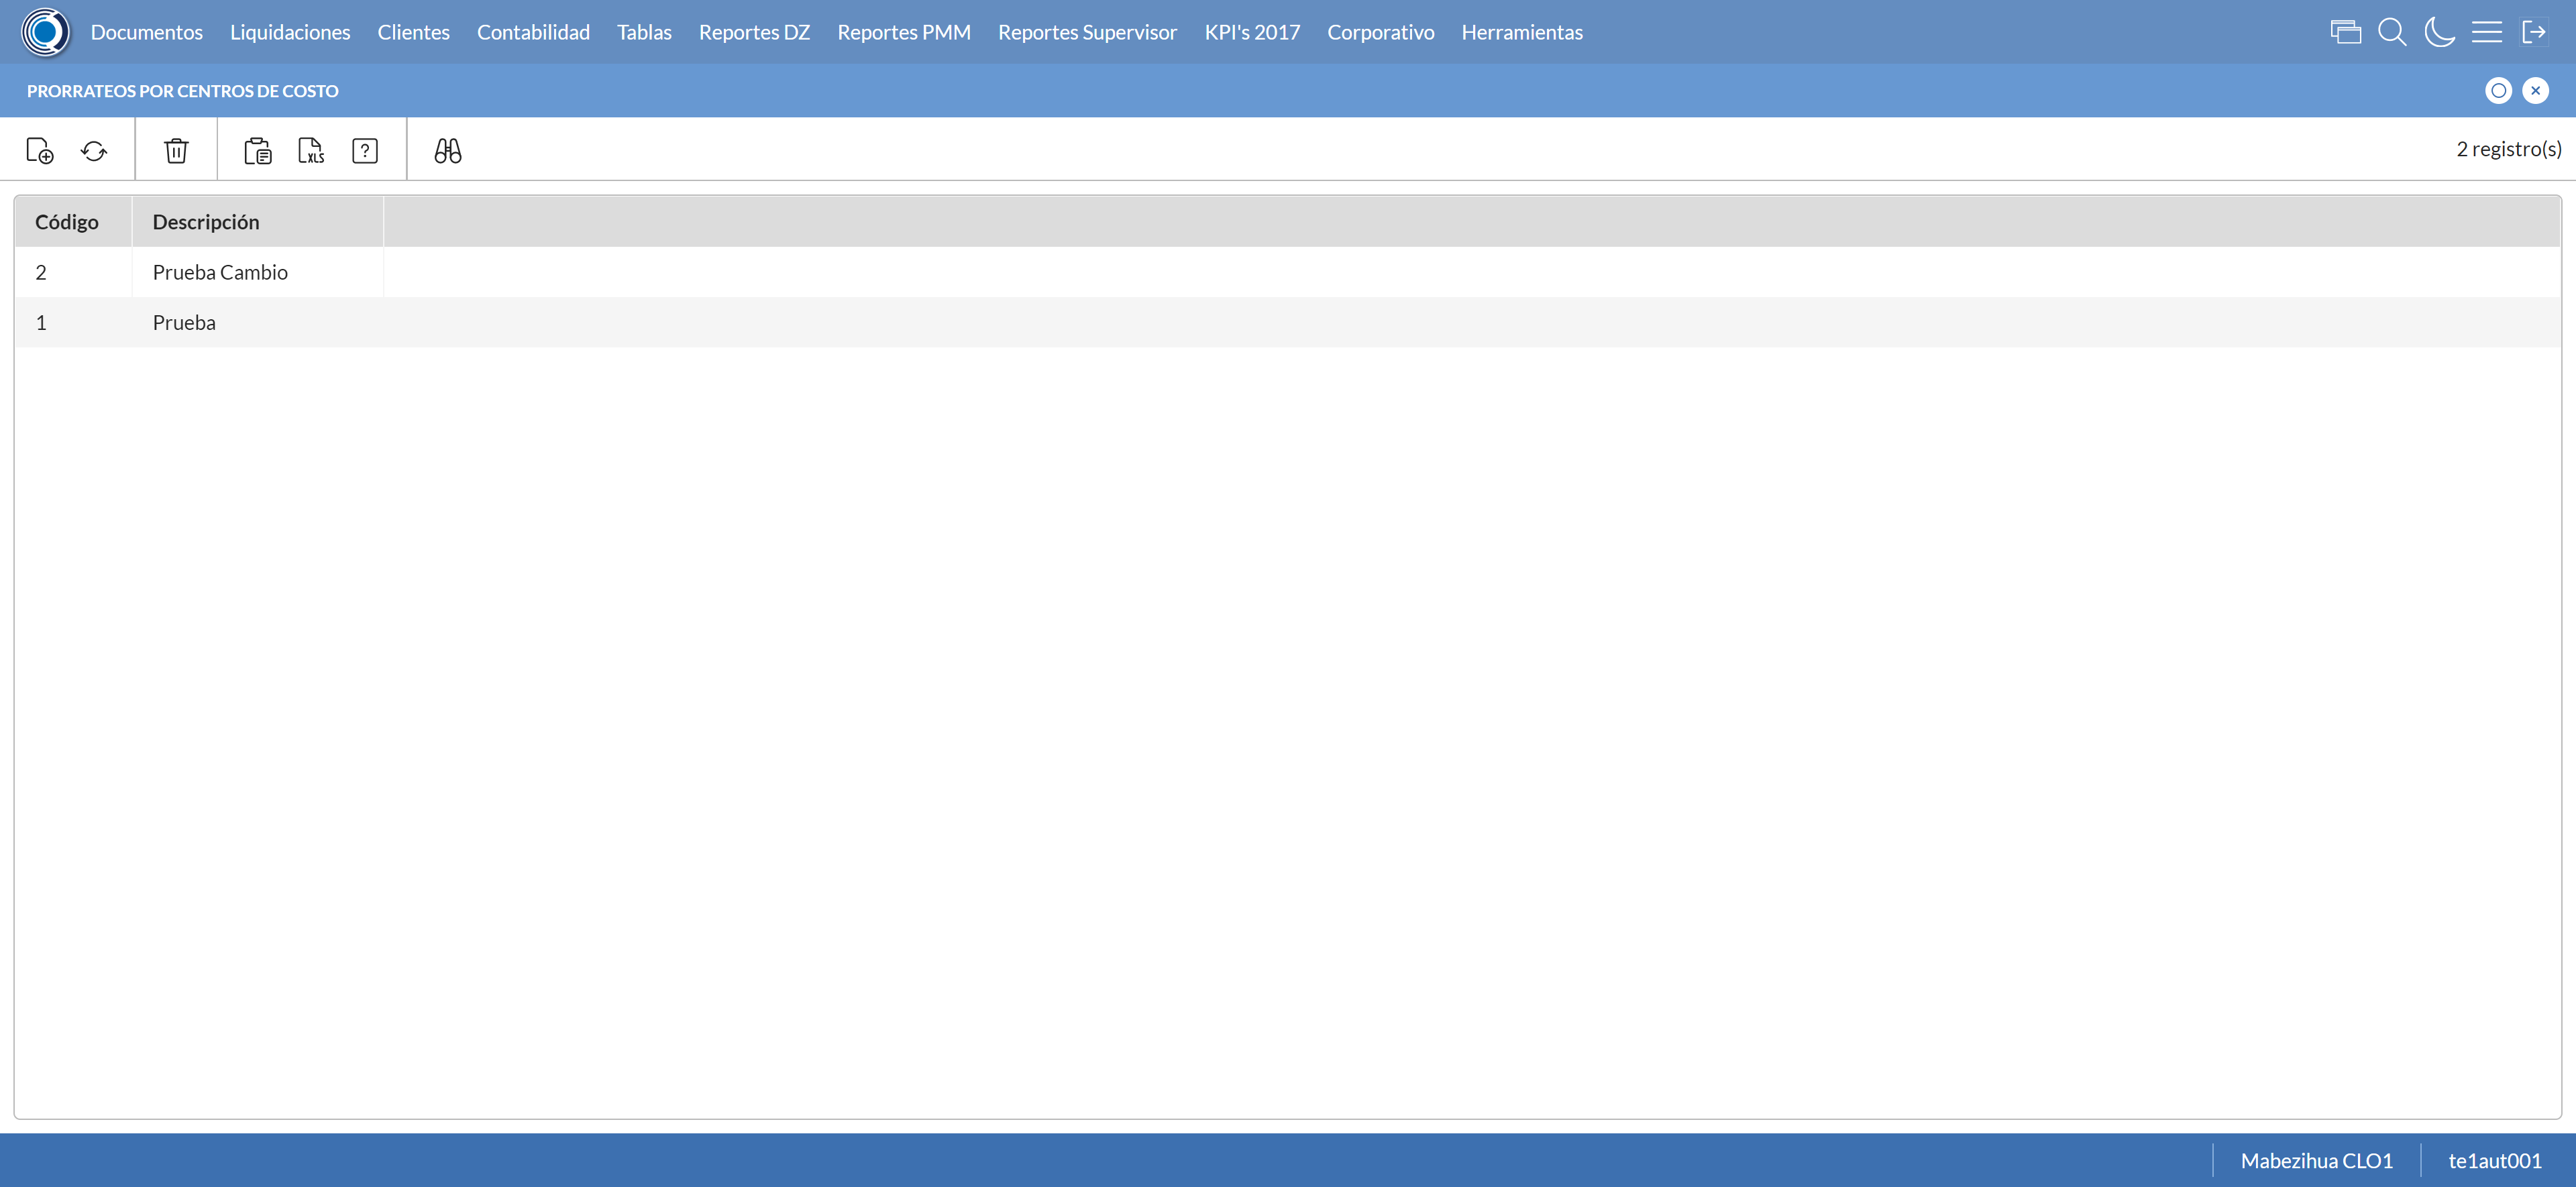 Documentos Liquidaciones Clientes Contabilidad Tablas Reportes DZ Reportes PMM Reportes Supervisor KPI's 2017 Corporativo Herramientas
PRORRATEOS POR CENTROS DE COSTO
XLS ? 2 registro(s)
Código Descripción
2 Prueba Cambio
1 Prueba
Mabezihua CLO1 te1aut001